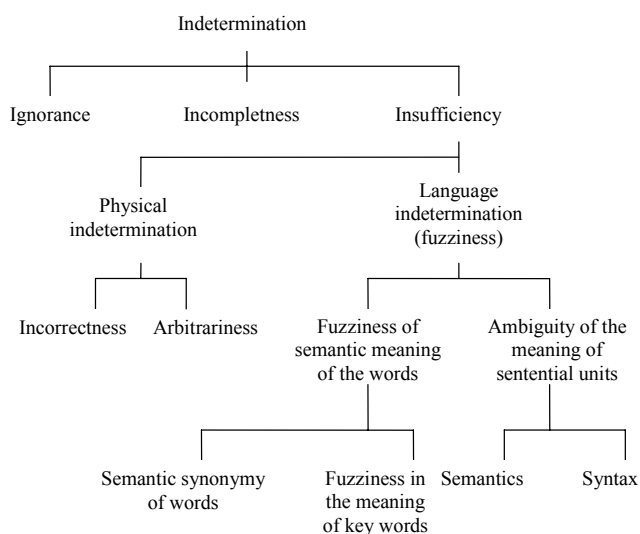 Indetermination
Ignorance
Incompletness
Insufficiency
Physical
indetermination
Language
indetermination
(fuzziness)
Incorrectness
Arbitrariness
Fuzziness of
semantic meaning
of the words
Ambiguity of the
meaning of
sentential units
Semantic synonymy
of words
Fuzziness in
the meaning
of key words
Semantics
Syntax